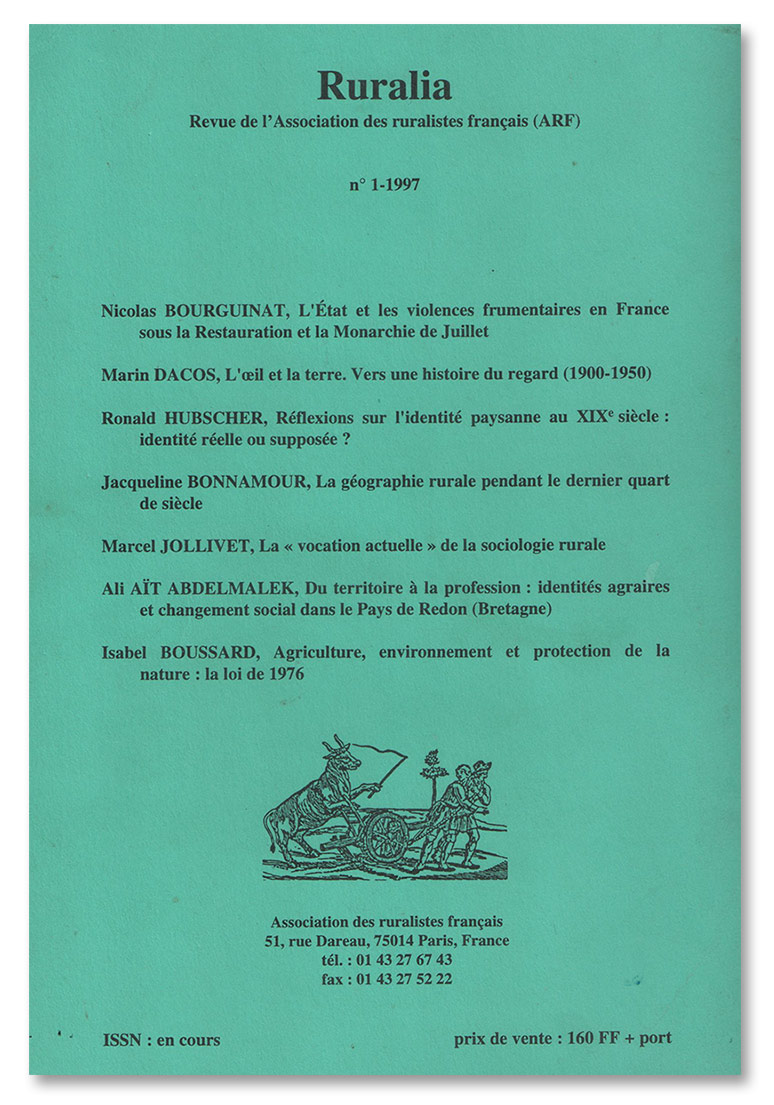 Ruralia
Revue de l'Association des ruralistes français (ARF)
n° 1-1997
Nicolas BOURGUINAT, L'État et les violences frumentaires en France
sous la Restauration et la Monarchie de Juillet
Marin DACOS, L'œil et la terre. Vers une histoire du regard (1900-1950)
Ronald HUBSCHER, Réflexions sur l'identité paysanne au XIXe siècle :
identité réelle ou supposée ?
Jacqueline BONNAMOUR, La géographie rurale pendant le dernier quart
de siècle
Marcel JOLLIVET, La « vocation actuelle » de la sociologie rurale
Ali AÏT ABDELMALEK, Du territoire à la profession : identités agraires
et changement social dans le Pays de Redon (Bretagne)
Isabel BOUSSARD, Agriculture, environnement et protection de la
nature : la loi de 1976
Association des ruralistes français
51, rue Dareau, 75014 Paris, France
tél. : 01 43 27 67 43
fax : 01 43 27 52 22
ISSN : en cours
prix de vente : 160 FF + port